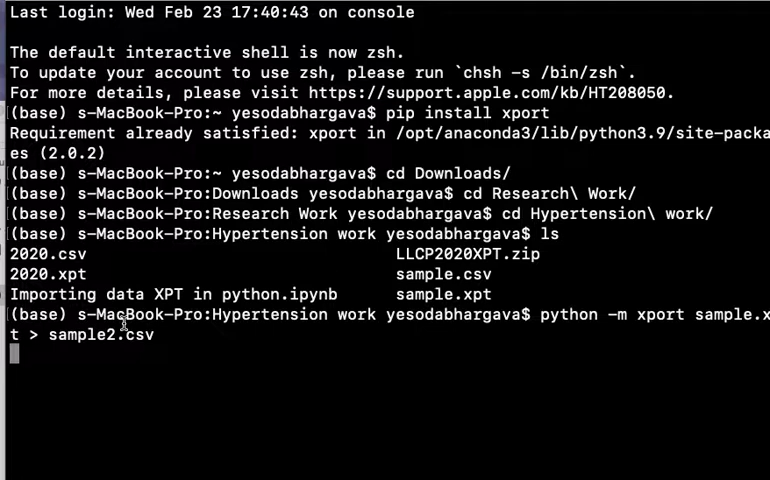 Last login: Wed Feb 23 17:40:43 on console
The default interactive shell is now zsh.
To update your account to use zsh, please run `chsh -s /bin/zsh`.
For more details, please visit https://support.apple.com/kb/HT208050.
[(base) s-MacBook-Pro:~ yesodabhargava$ pip install xport
Requirement already satisfied: xport in /opt/anaconda3/lib/python3.9/site-packa
es (2.0.2)
[(base) s-MacBook-Pro:~ yesodabhargava$ cd Downloads/
[(base) s-MacBook-Pro:Downloads yesodabhargava$ cd Research\ Work/
[(base) s-MacBook-Pro:Research Work yesodabhargava$ cd Hypertension\ work/
[(base) s-MacBook-Pro:Hypertension work yesodabhargava$ ls
2020.csv LLCP2020XPT.zip
2020.xpt sample.csv
Importing data XPT in python.ipynb sample.xpt
[(base) s-MacBook-Pro:Hypertension work yesodabhargava$ python -m xport sample.x
t > sample2.csv